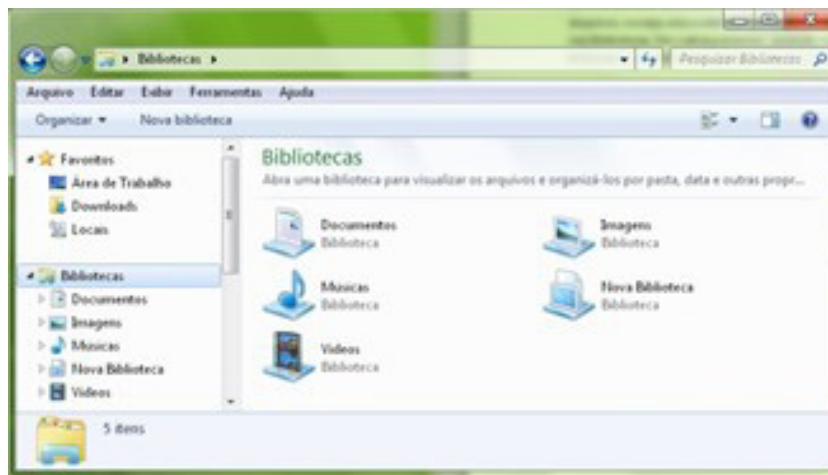 Bibliotecas
Pesquisar Bibliotecas
Arquivo Editar Exibir Ferramentas Ajuda
Organizar Nova biblioteca
Favoritos
Área de Trabalho
Downloads
Locais
Bibliotecas
Documentos
Imagens
Músicas
Nova Biblioteca
Vídeos
Bibliotecas
Abra uma biblioteca para visualizar os arquivos e organizá-los por pasta, data e outras propr...
Documentos
Biblioteca
Imagens
Biblioteca
Músicas
Biblioteca
Nova Biblioteca
Biblioteca
Vídeos
Biblioteca
5 itens